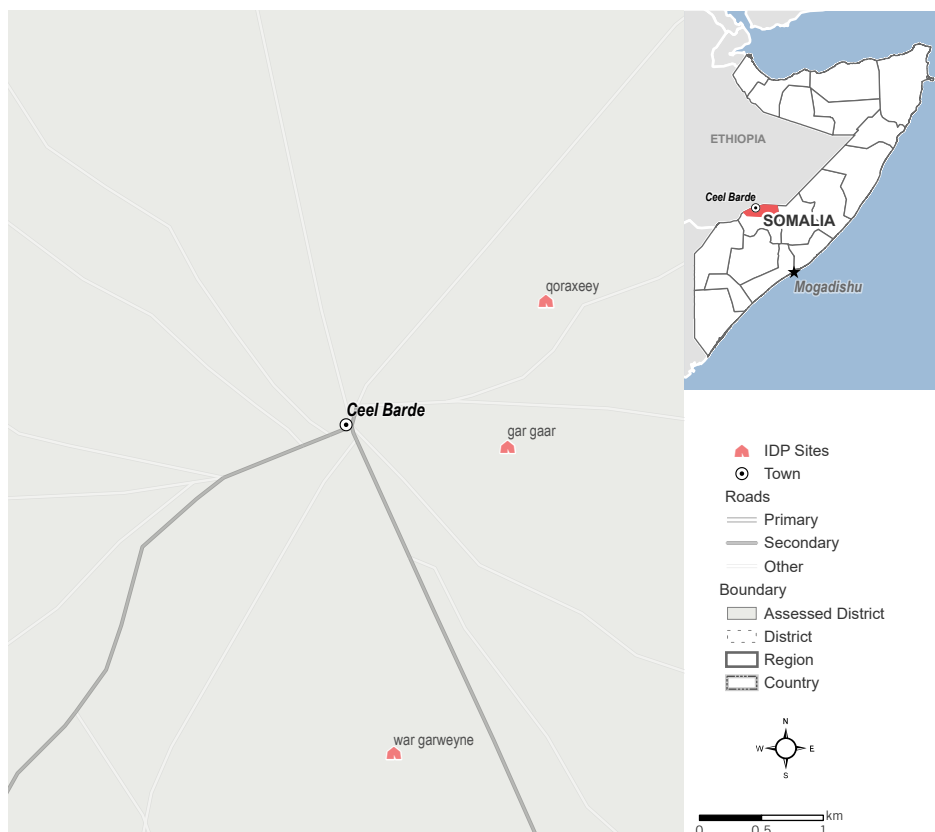 qoraxeey
Ceel Barde
gar gaar
war garweyne
ETHIOPIA
Ceel Barde
SOMALIA
Mogadishu
IDP Sites
Town
Roads
Primary
Secondary
Other
Boundary
Assessed District
District
Region
Country
N
W E
S
km
0 0.5 1